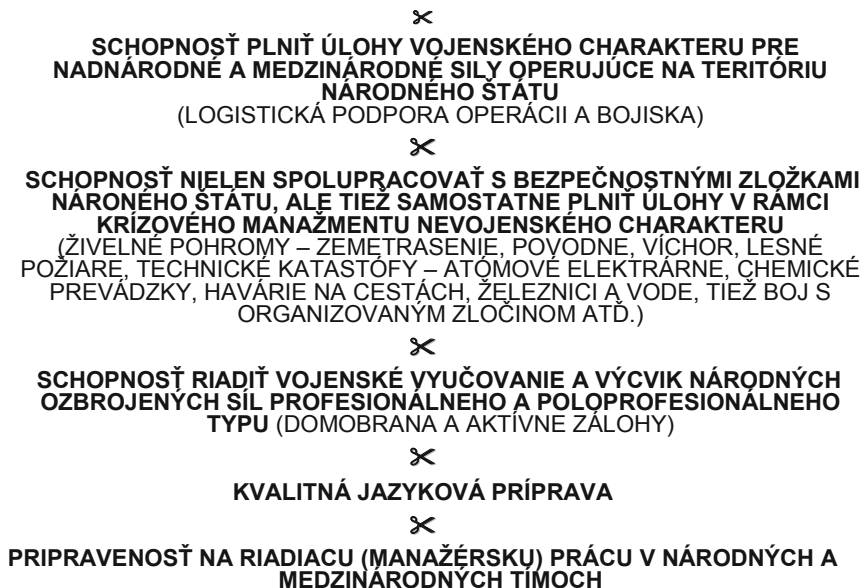 ✂
SCHOPNOSŤ PLNIŤ ÚLOHY VOJENSKÉHO CHARAKTERU PRE
NADNÁRODNÉ A MEDZINÁRODNÉ SILY OPERUJÚCE NA TERITÓRIU
NÁRODNÉHO ŠTÁTU
(LOGISTICKÁ PODPORA OPERÁCII A BOJISKA)
✂
SCHOPNOSŤ NIELEN SPOLUPRACOVAŤ S BEZPEČNOSTNÝMI ZLOŽKAMI
NÁRONÉHO ŠTÁTU, ALE TIEŽ SAMOSTATNE PLNIŤ ÚLOHY V RÁMCI
KRÍZOVÉHO MANAŽMENTU NEVOJENSKÉHO CHARAKTERU
(ŽIVELNÉ POHROMY – ZEMETRASENIE, POVODNE, VÍCHOR, LESNÉ
POŽIARE, TECHNICKÉ KATASTÓFY – ATÓMOVÉ ELEKTRÁRNE, CHEMICKÉ
PREVÁDZKY, HAVÁRIE NA CESTÁCH, ŽELEZNICI A VODE, TIEŽ BOJ S
ORGANIZOVANÝM ZLOČINOM ATĎ.)
✂
SCHOPNOSŤ RIADIŤ VOJENSKÉ VYUČOVANIE A VÝCVIK NÁRODNÝCH
OZBROJENÝCH SÍL PROFESIONÁLNEHO A POLOPROFESIONÁLNEHO
TYPU (DOMOBRANA A AKTÍVNE ZÁLOHY)
✂
KVALITNÁ JAZYKOVÁ PRÍPRAVA
✂
PRIPRAVENOSŤ NA RIADIACU (MANAŽÉRSKU) PRÁCU V NÁRODNÝCH A
MEDZINÁRODNÝCH TÍMOCH